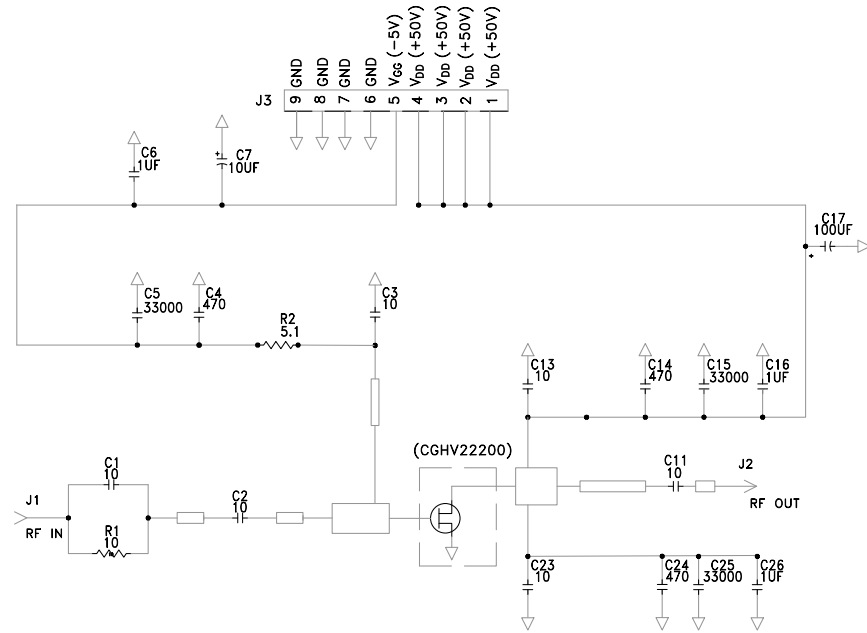 J3
9 GND
8 GND
7 GND
6 GND
5 VGG (-5V)
4 VDD (+50V)
3 VDD (+50V)
2 VDD (+50V)
1 VDD (+50V)
C6
1UF
+
C7
10UF
C17
100UF
+
C5
33000
C4
470
R2
5.1
C3
10
C13
10
C14
470
C15
33000
C16
1UF
(CGHV22200)
C1
10
J1
RF IN
R1
10
C2
10
C11
10
J2
RF OUT
C23
10
C24
470
C25
33000
C26
1UF